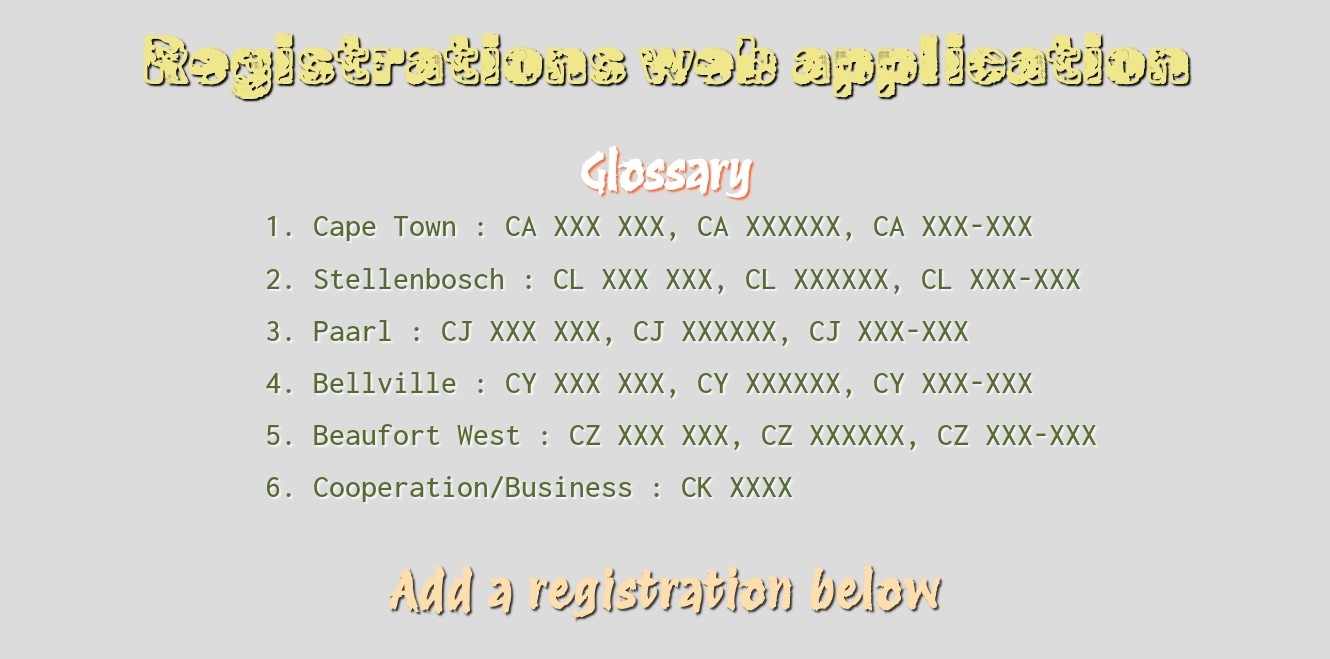 Registrations web application
Glossary
1. Cape Town : CA XXX XXX, CA XXXXXX, CA XXX-XXX
2. Stellenbosch : CL XXX XXX, CL XXXXXX, CL XXX-XXX
3. Paarl : CJ XXX XXX, CJ XXXXXX, CJ XXX-XXX
4. Bellville : CY XXX XXX, CY XXXXXX, CY XXX-XXX
5. Beaufort West : CZ XXX XXX, CZ XXXXXX, CZ XXX-XXX
6. Cooperation/Business : CK XXXX
Add a registration below